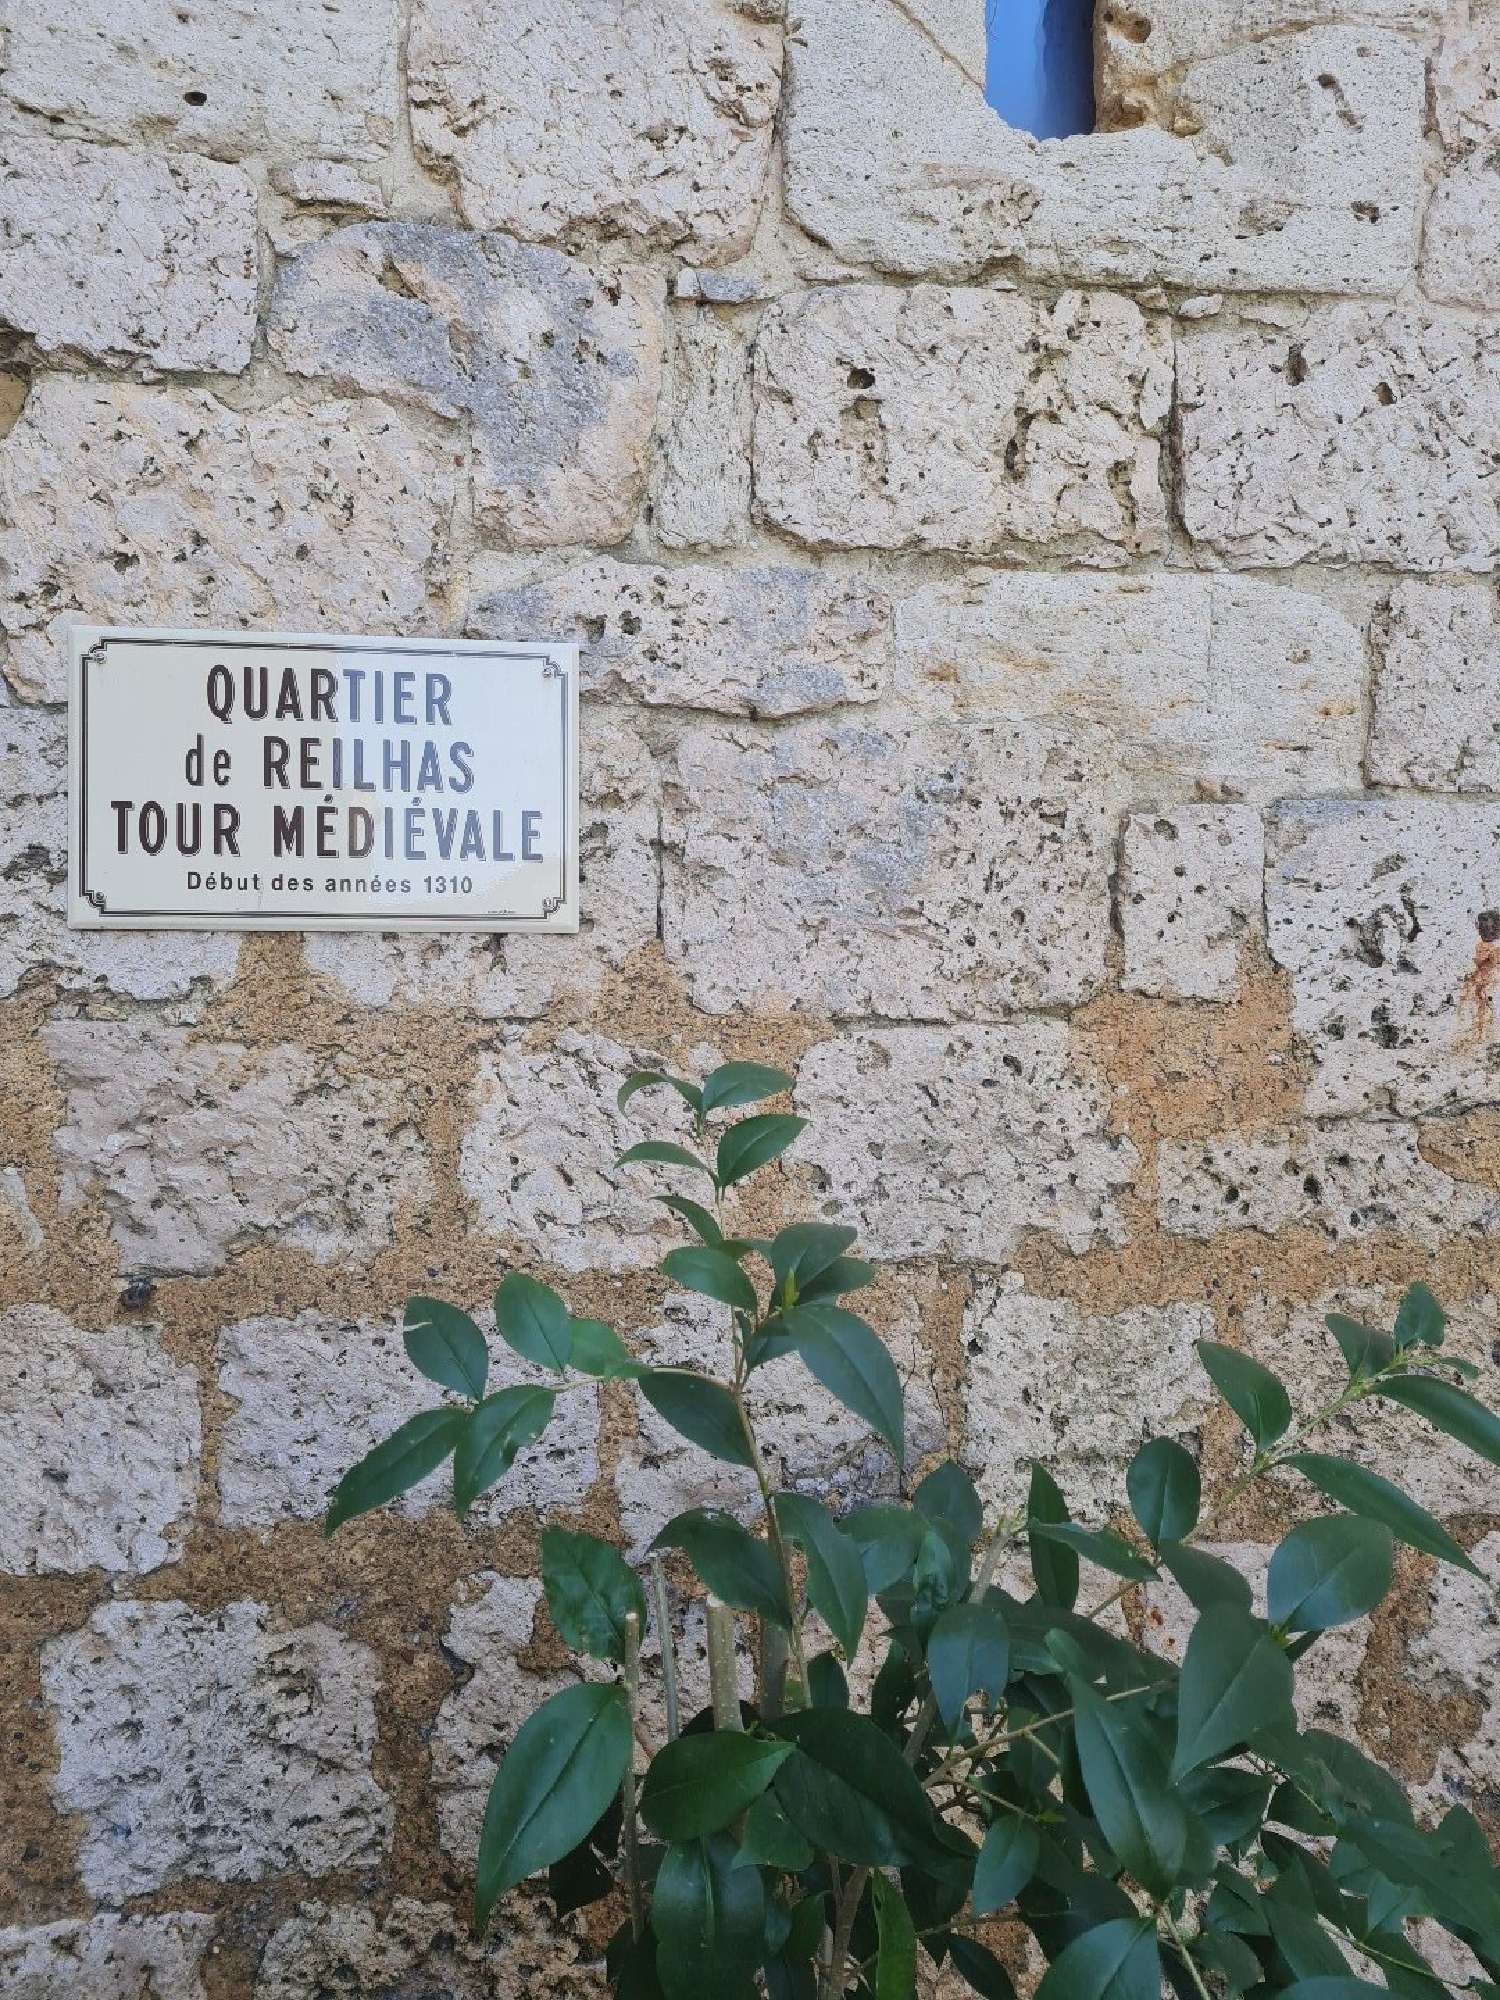 QUARTIER
de REILHAS
TOUR MÉDIÉVALE
Début des années 1310